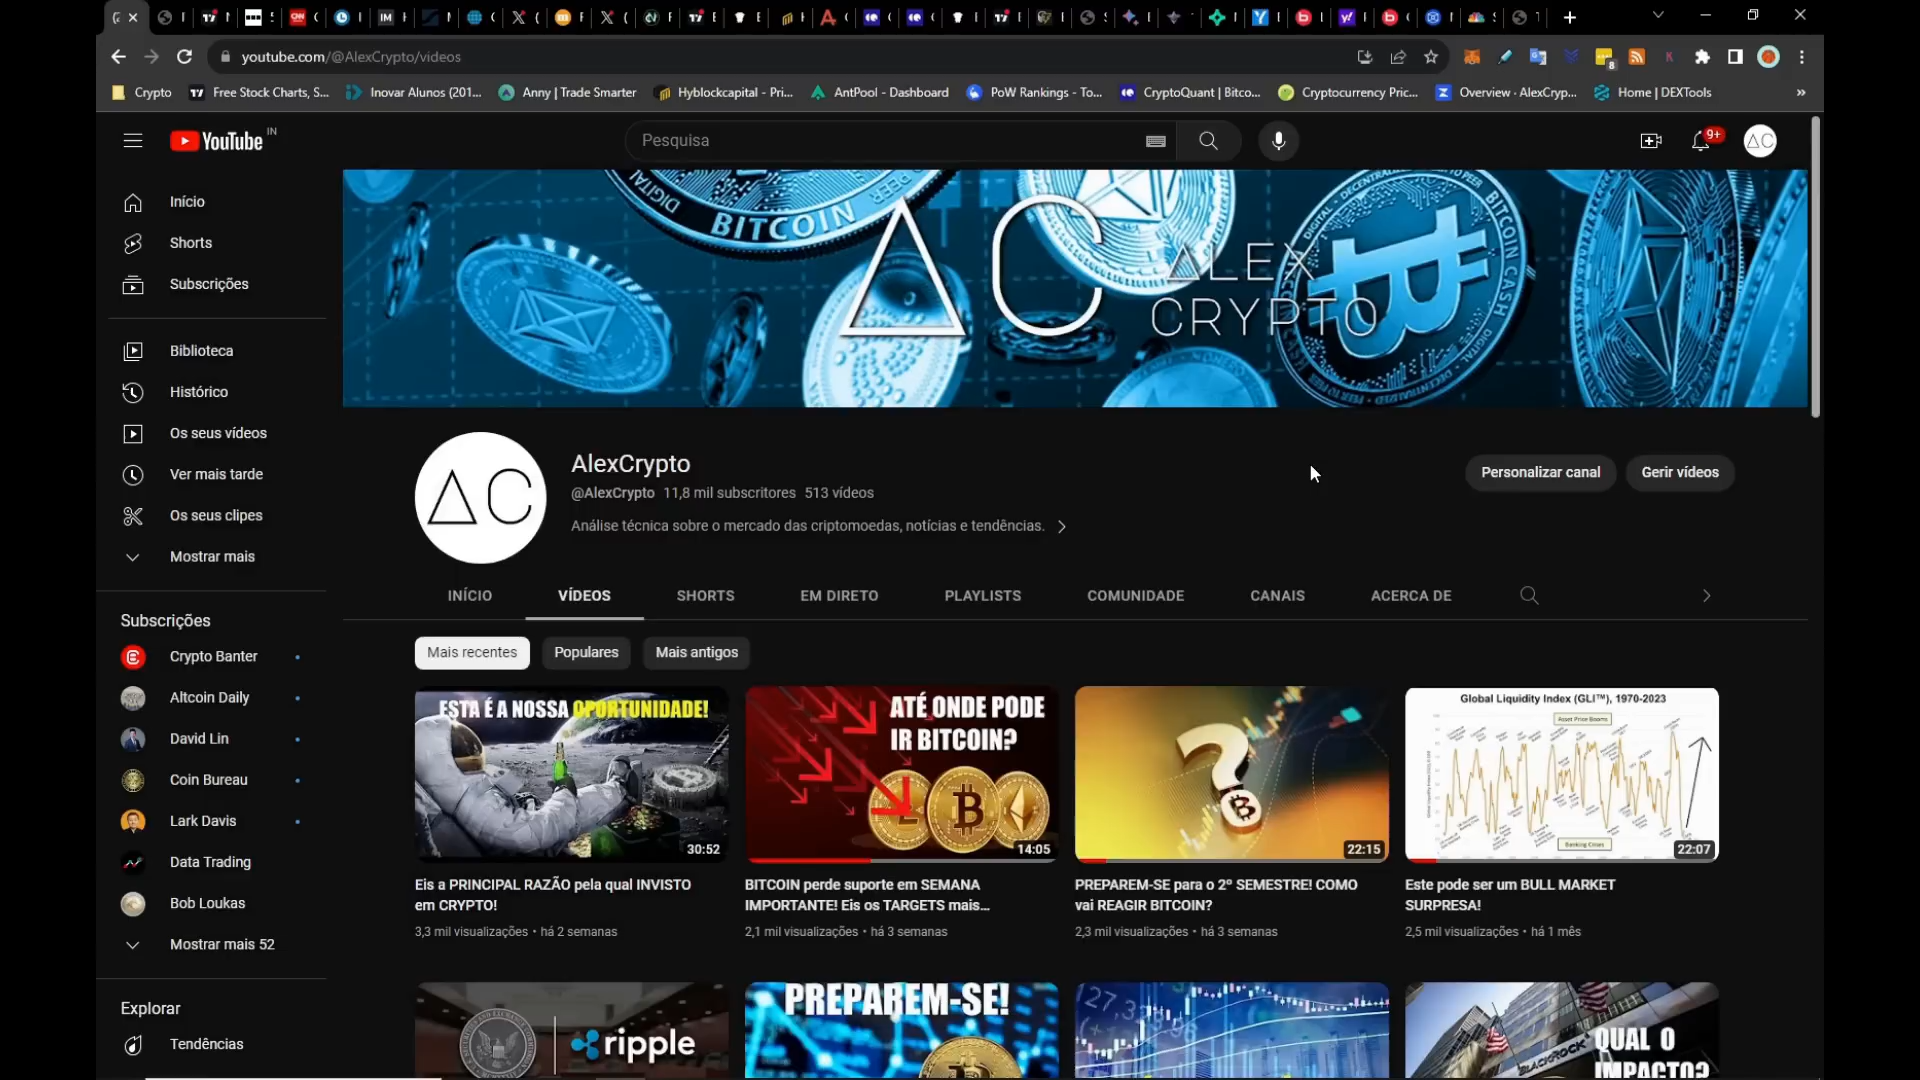 youtube.com/@AlexCrypto/videos
Crypto
Free Stock Charts, S...
Inovar Alunos (201...
Anny | Trade Smarter
Hyblockcapital - Pri...
AntPool - Dashboard
PoW Rankings - To...
CryptoQuant | Bitco...
Cryptocurrency Pric...
Overview · AlexCryp...
Home | DEXTools
YouTube IN
Pesquisa
9+
Início
Shorts
Subscrições
Biblioteca
Histórico
Os seus vídeos
Ver mais tarde
Os seus clipes
Mostrar mais
Subscrições
Crypto Banter
Altcoin Daily
David Lin
Coin Bureau
Lark Davis
Data Trading
Bob Loukas
Mostrar mais 52
Explorar
Tendências
BITCOIN
DIGITAL
ALEX
CRYPTO
AlexCrypto
@AlexCrypto 11,8 mil subscritores 513 vídeos
Análise técnica sobre o mercado das criptomoedas, notícias e tendências.
Personalizar canal
Gerir vídeos
INÍCIO
VÍDEOS
SHORTS
EM DIRETO
PLAYLISTS
COMUNIDADE
CANAIS
ACERCA DE
Mais recentes
Populares
Mais antigos
ESTA É A NOSSA OPORTUNIDADE!
30:52
Eis a PRINCIPAL RAZÃO pela qual INVISTO
em CRYPTO!
3,3 mil visualizações • há 2 semanas
ATÉ ONDE PODE
IR BITCOIN?
14:05
BITCOIN perde suporte em SEMANA
IMPORTANTE! Eis os TARGETS mais...
2,1 mil visualizações • há 3 semanas
22:15
PREPAREM-SE para o 2º SEMESTRE! COMO
vai REAGIR BITCOIN?
2,3 mil visualizações • há 3 semanas
Global Liquidity Index (GLI™), 1970-2023
Asset Price Booms
Banking Crises
22:07
Este pode ser um BULL MARKET
SURPRESA!
2,5 mil visualizações • há 1 mês
ripple
PREPAREM-SE!
BLACKROCK
QUAL O
IMPACTO?